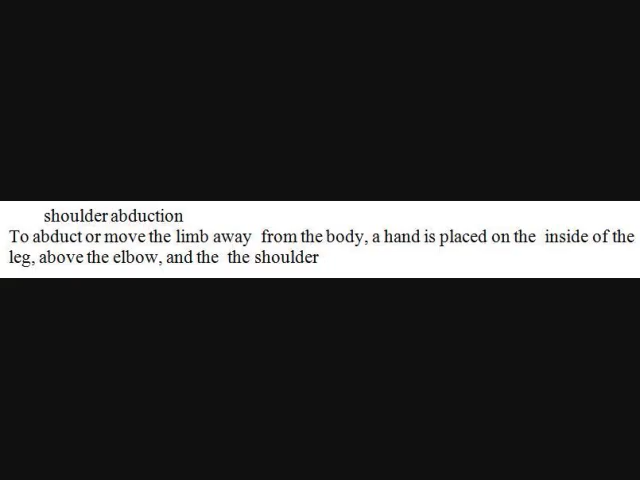 shoulder abduction
To abduct or move the limb away  from the body, a hand is placed on the  inside of the
leg, above the elbow, and the  the shoulder